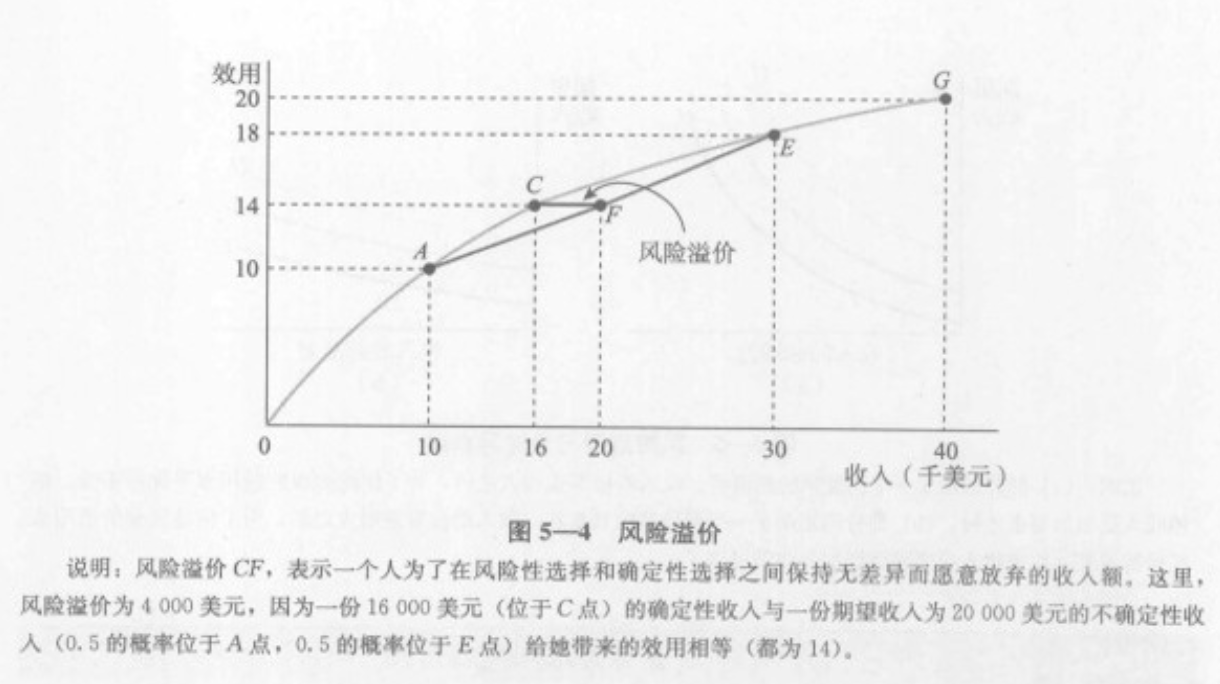 效用
G
20
18
E
C
14
F
A
风险溢价
10
0 10 16 20 30 40
收入（千美元）
图 5—4 风险溢价
说明：风险溢价 CF，表示一个人为了在风险性选择和确定性选择之间保持无差异而愿意放弃的收入额。这里，
风险溢价为 4 000 美元，因为一份 16 000 美元（位于 C 点）的确定性收入与一份期望收入为 20 000 美元的不确定性收
入（0.5 的概率位于 A 点，0.5 的概率位于 E 点）给她带来的效用相等（都为 14）。